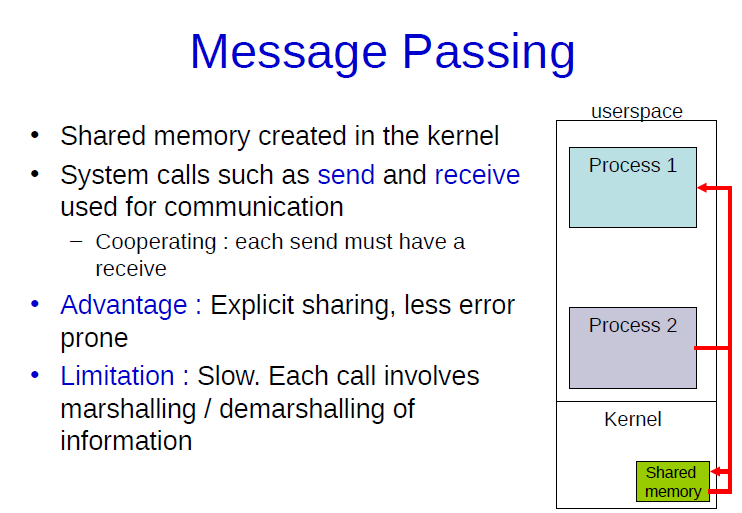 Message Passing
• Shared memory created in the kernel
• System calls such as send and receive
used for communication
– Cooperating : each send must have a
receive
• Advantage : Explicit sharing, less error
prone
• Limitation : Slow. Each call involves
marshalling / demarshalling of
information
userspace
Process 1
Process 2
Kernel
Shared
memory